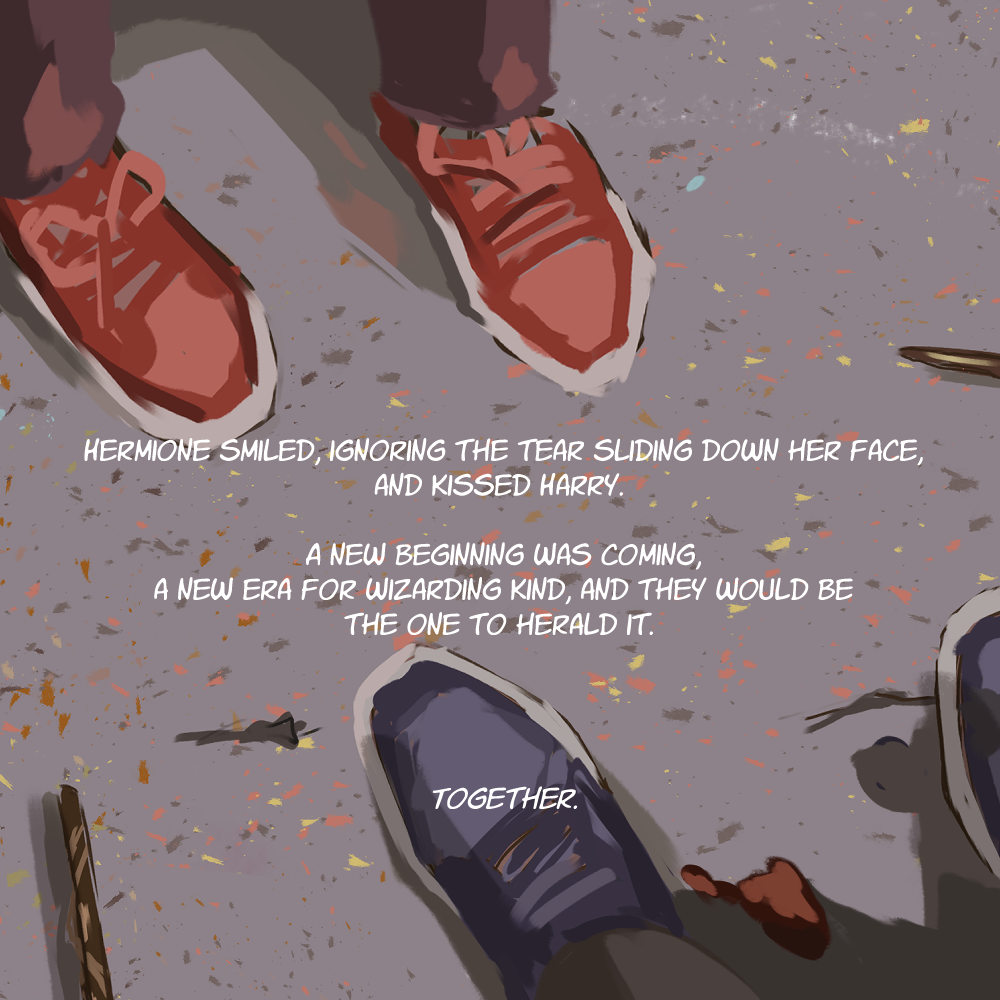 HERMIONE SMILED, IGNORING THE TEAR SLIDING DOWN HER FACE,
AND KISSED HARRY.
A NEW BEGINNING WAS COMING,
A NEW ERA FOR WIZARDING KIND, AND THEY WOULD BE
THE ONE TO HERALD IT.
TOGETHER.